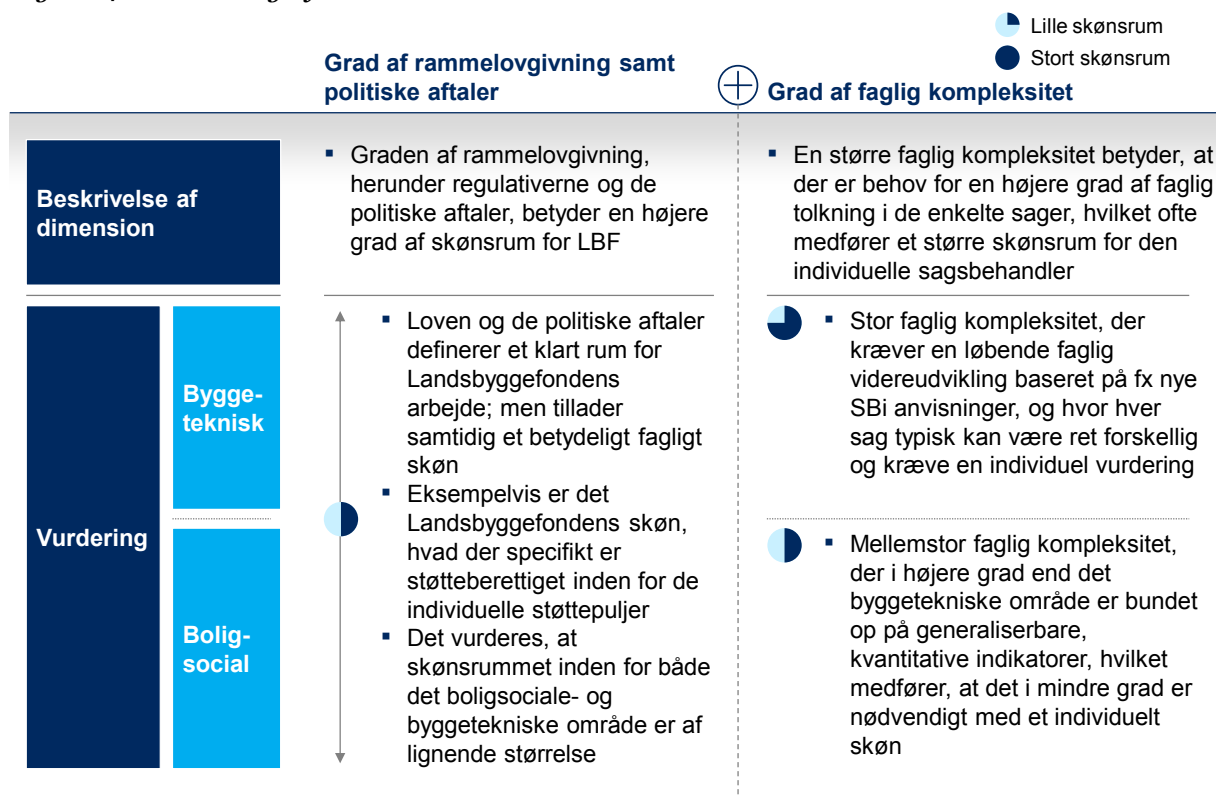 Lille skønsrum
Stort skønsrum
Grad af rammelovgivning samt
politiske aftaler
Grad af faglig kompleksitet
Beskrivelse af
dimension
▪ Graden af rammelovgivning,
herunder regulativerne og de
politiske aftaler, betyder en højere
grad af skønsrum for LBF
▪ En større faglig kompleksitet betyder, at
der er behov for en højere grad af faglig
tolkning i de enkelte sager, hvilket ofte
medfører et større skønsrum for den
individuelle sagsbehandler
Vurdering
Bygge-
teknisk
Bolig-
social
▪ Loven og de politiske aftaler
definerer et klart rum for
Landsbyggefondens
arbejde; men tillader
samtidig et betydeligt fagligt
skøn
▪ Eksempelvis er det
Landsbyggefondens skøn,
hvad der specifikt er
støtteberettiget inden for de
individuelle støttepuljer
▪ Det vurderes, at
skønsrummet inden for både
det boligsociale- og
byggetekniske område er af
lignende størrelse
▪ Stor faglig kompleksitet, der
kræver en løbende faglig
videreudvikling baseret på fx nye
SBi anvisninger, og hvor hver
sag typisk kan være ret forskellig
og kræve en individuel vurdering
▪ Mellemstor faglig kompleksitet,
der i højere grad end det
byggetekniske område er bundet
op på generaliserbare,
kvantitative indikatorer, hvilket
medfører, at det i mindre grad er
nødvendigt med et individuelt
skøn